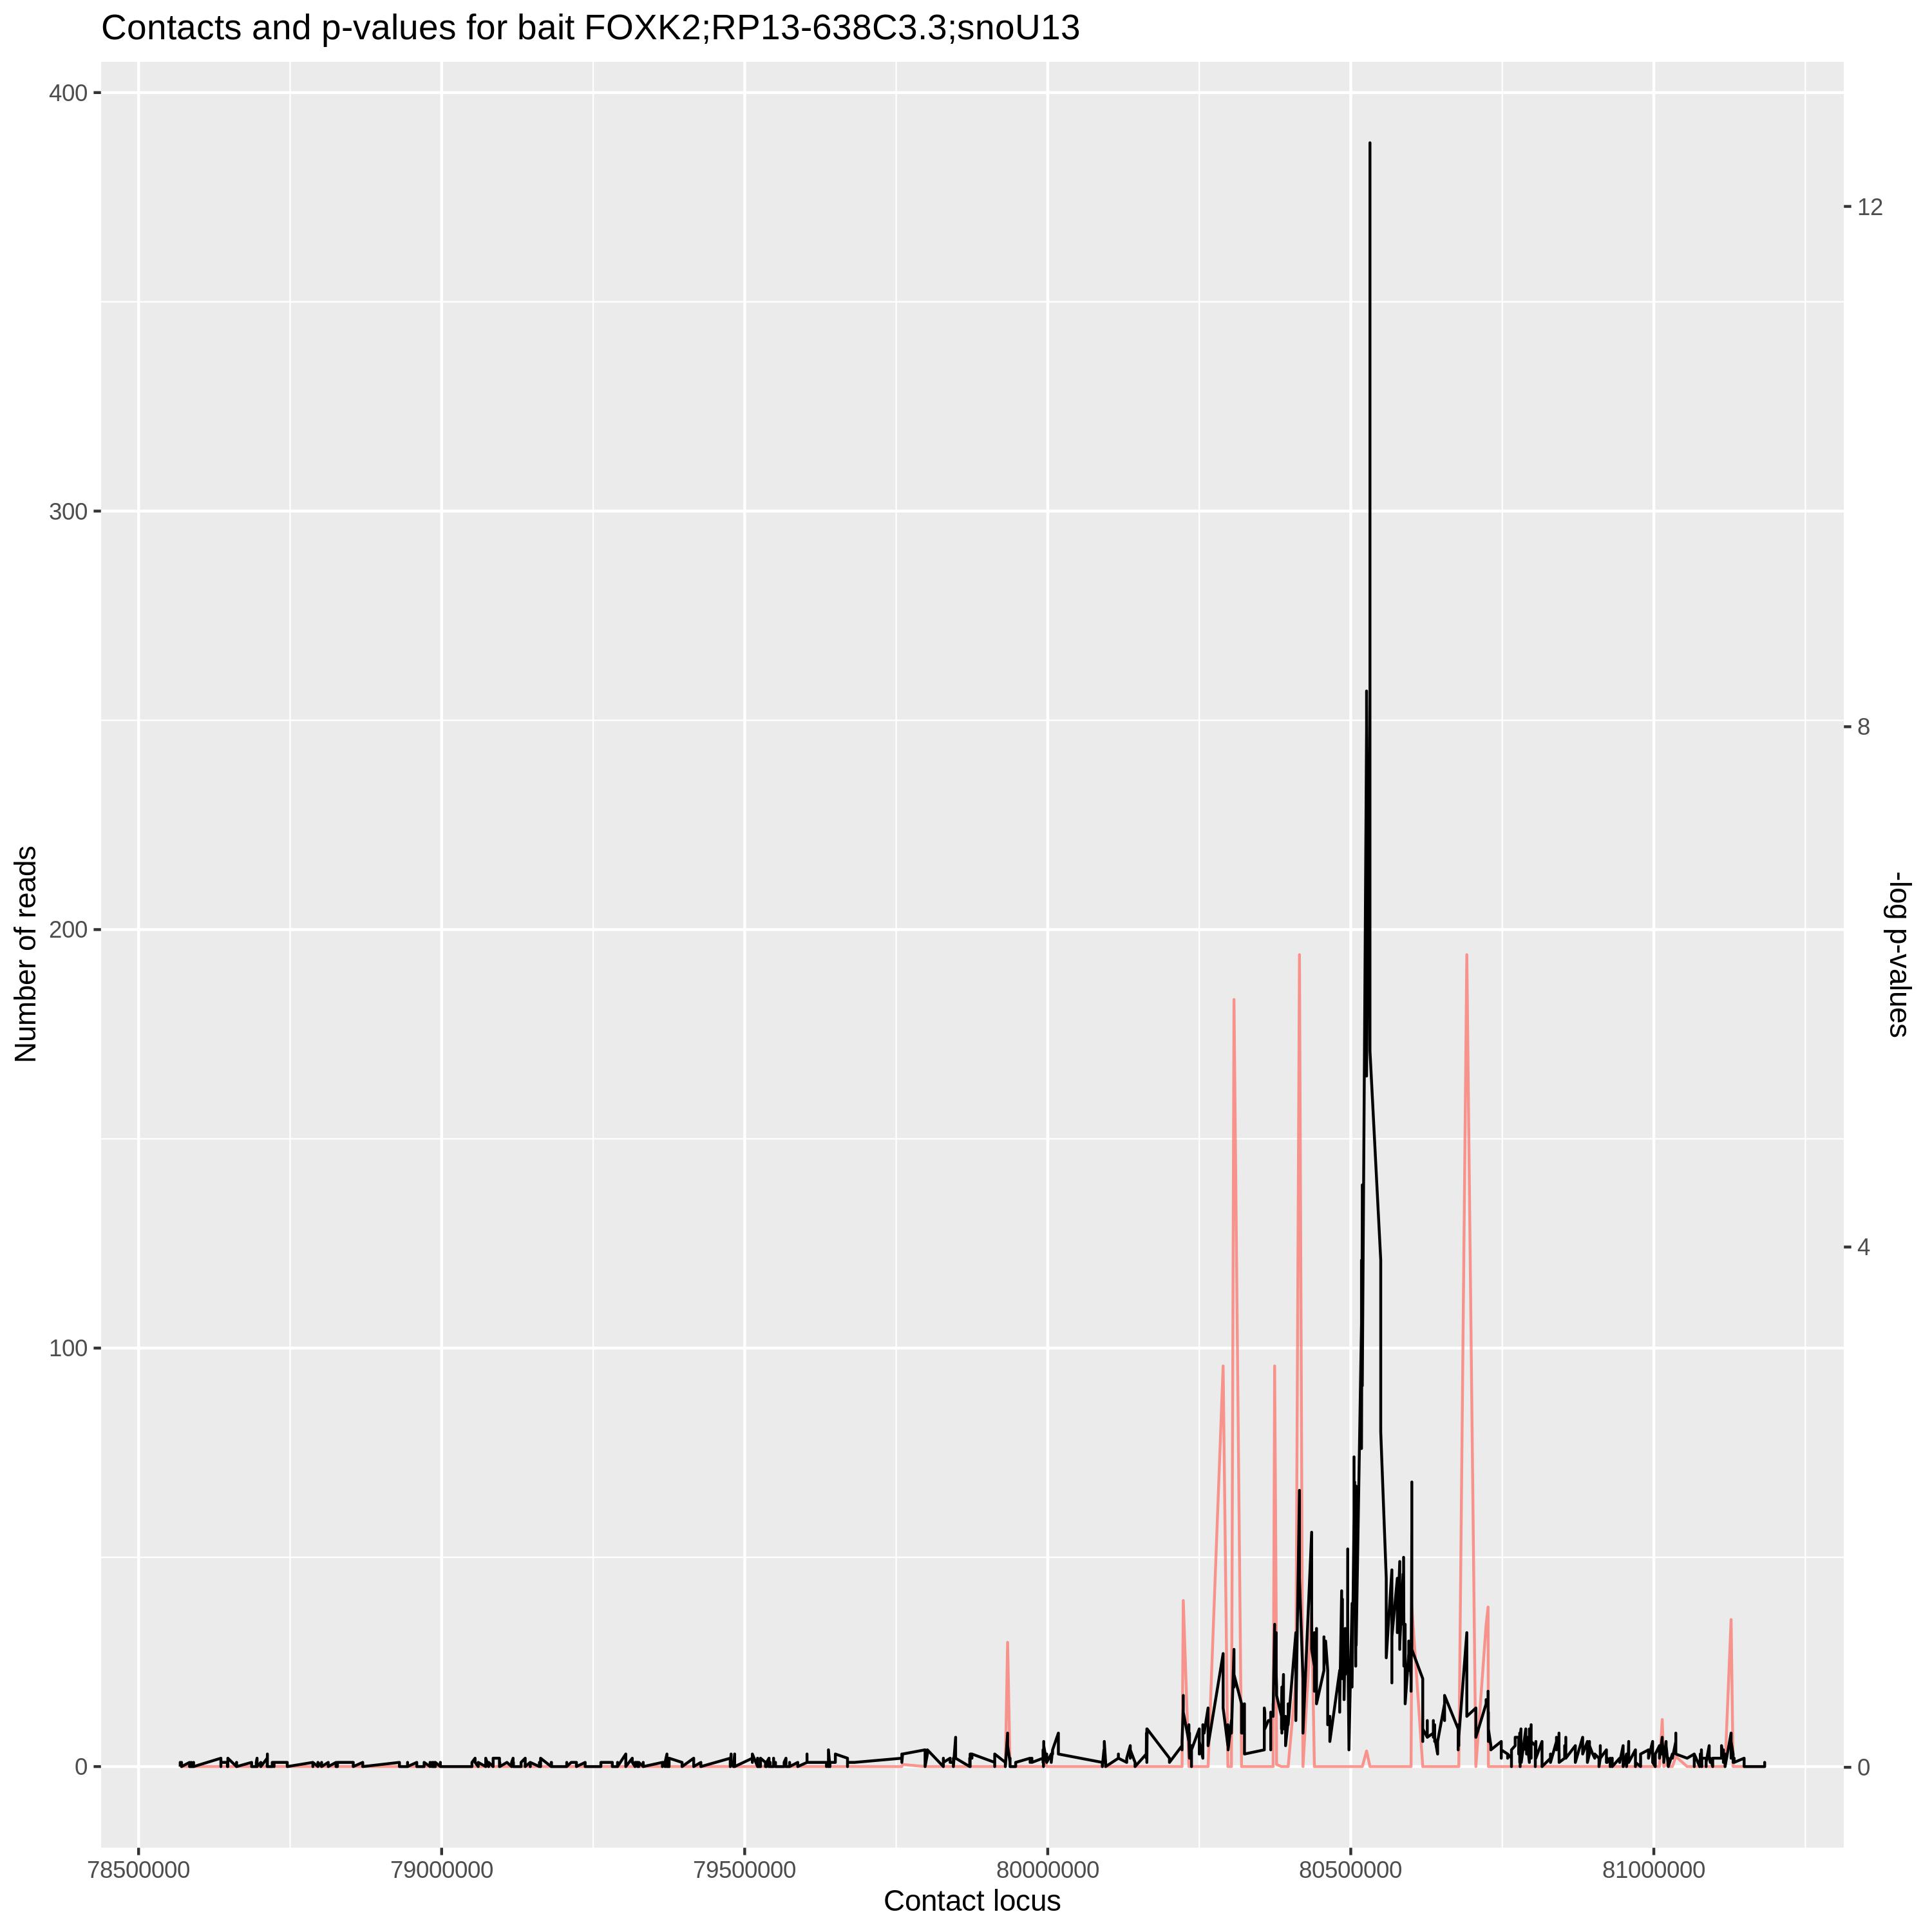 Contacts and p-values for bait FOXK2;RP13-638C3.3;snoU13
400
300
200
100
0
Number of reads
12
8
4
0
-log p-values
78500000 79000000 79500000 80000000 80500000 81000000
Contact locus